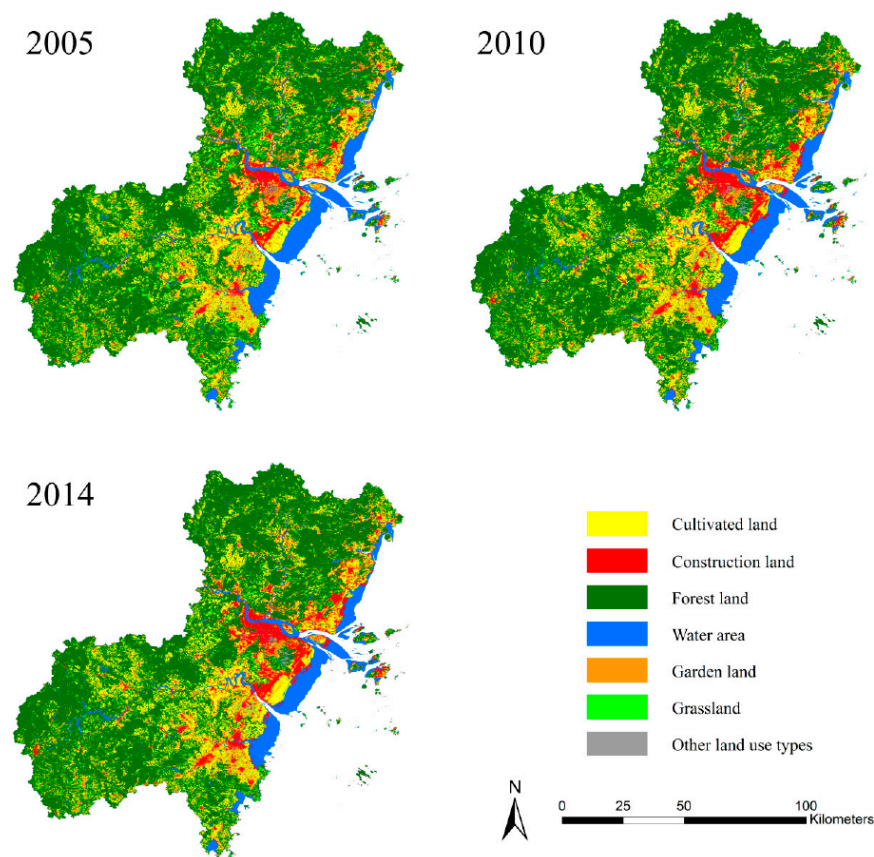 2005
2010
2014
Cultivated land
Construction land
Forest land
Water area
Garden land
Grassland
Other land use types
N
0 25 50 100
Kilometers